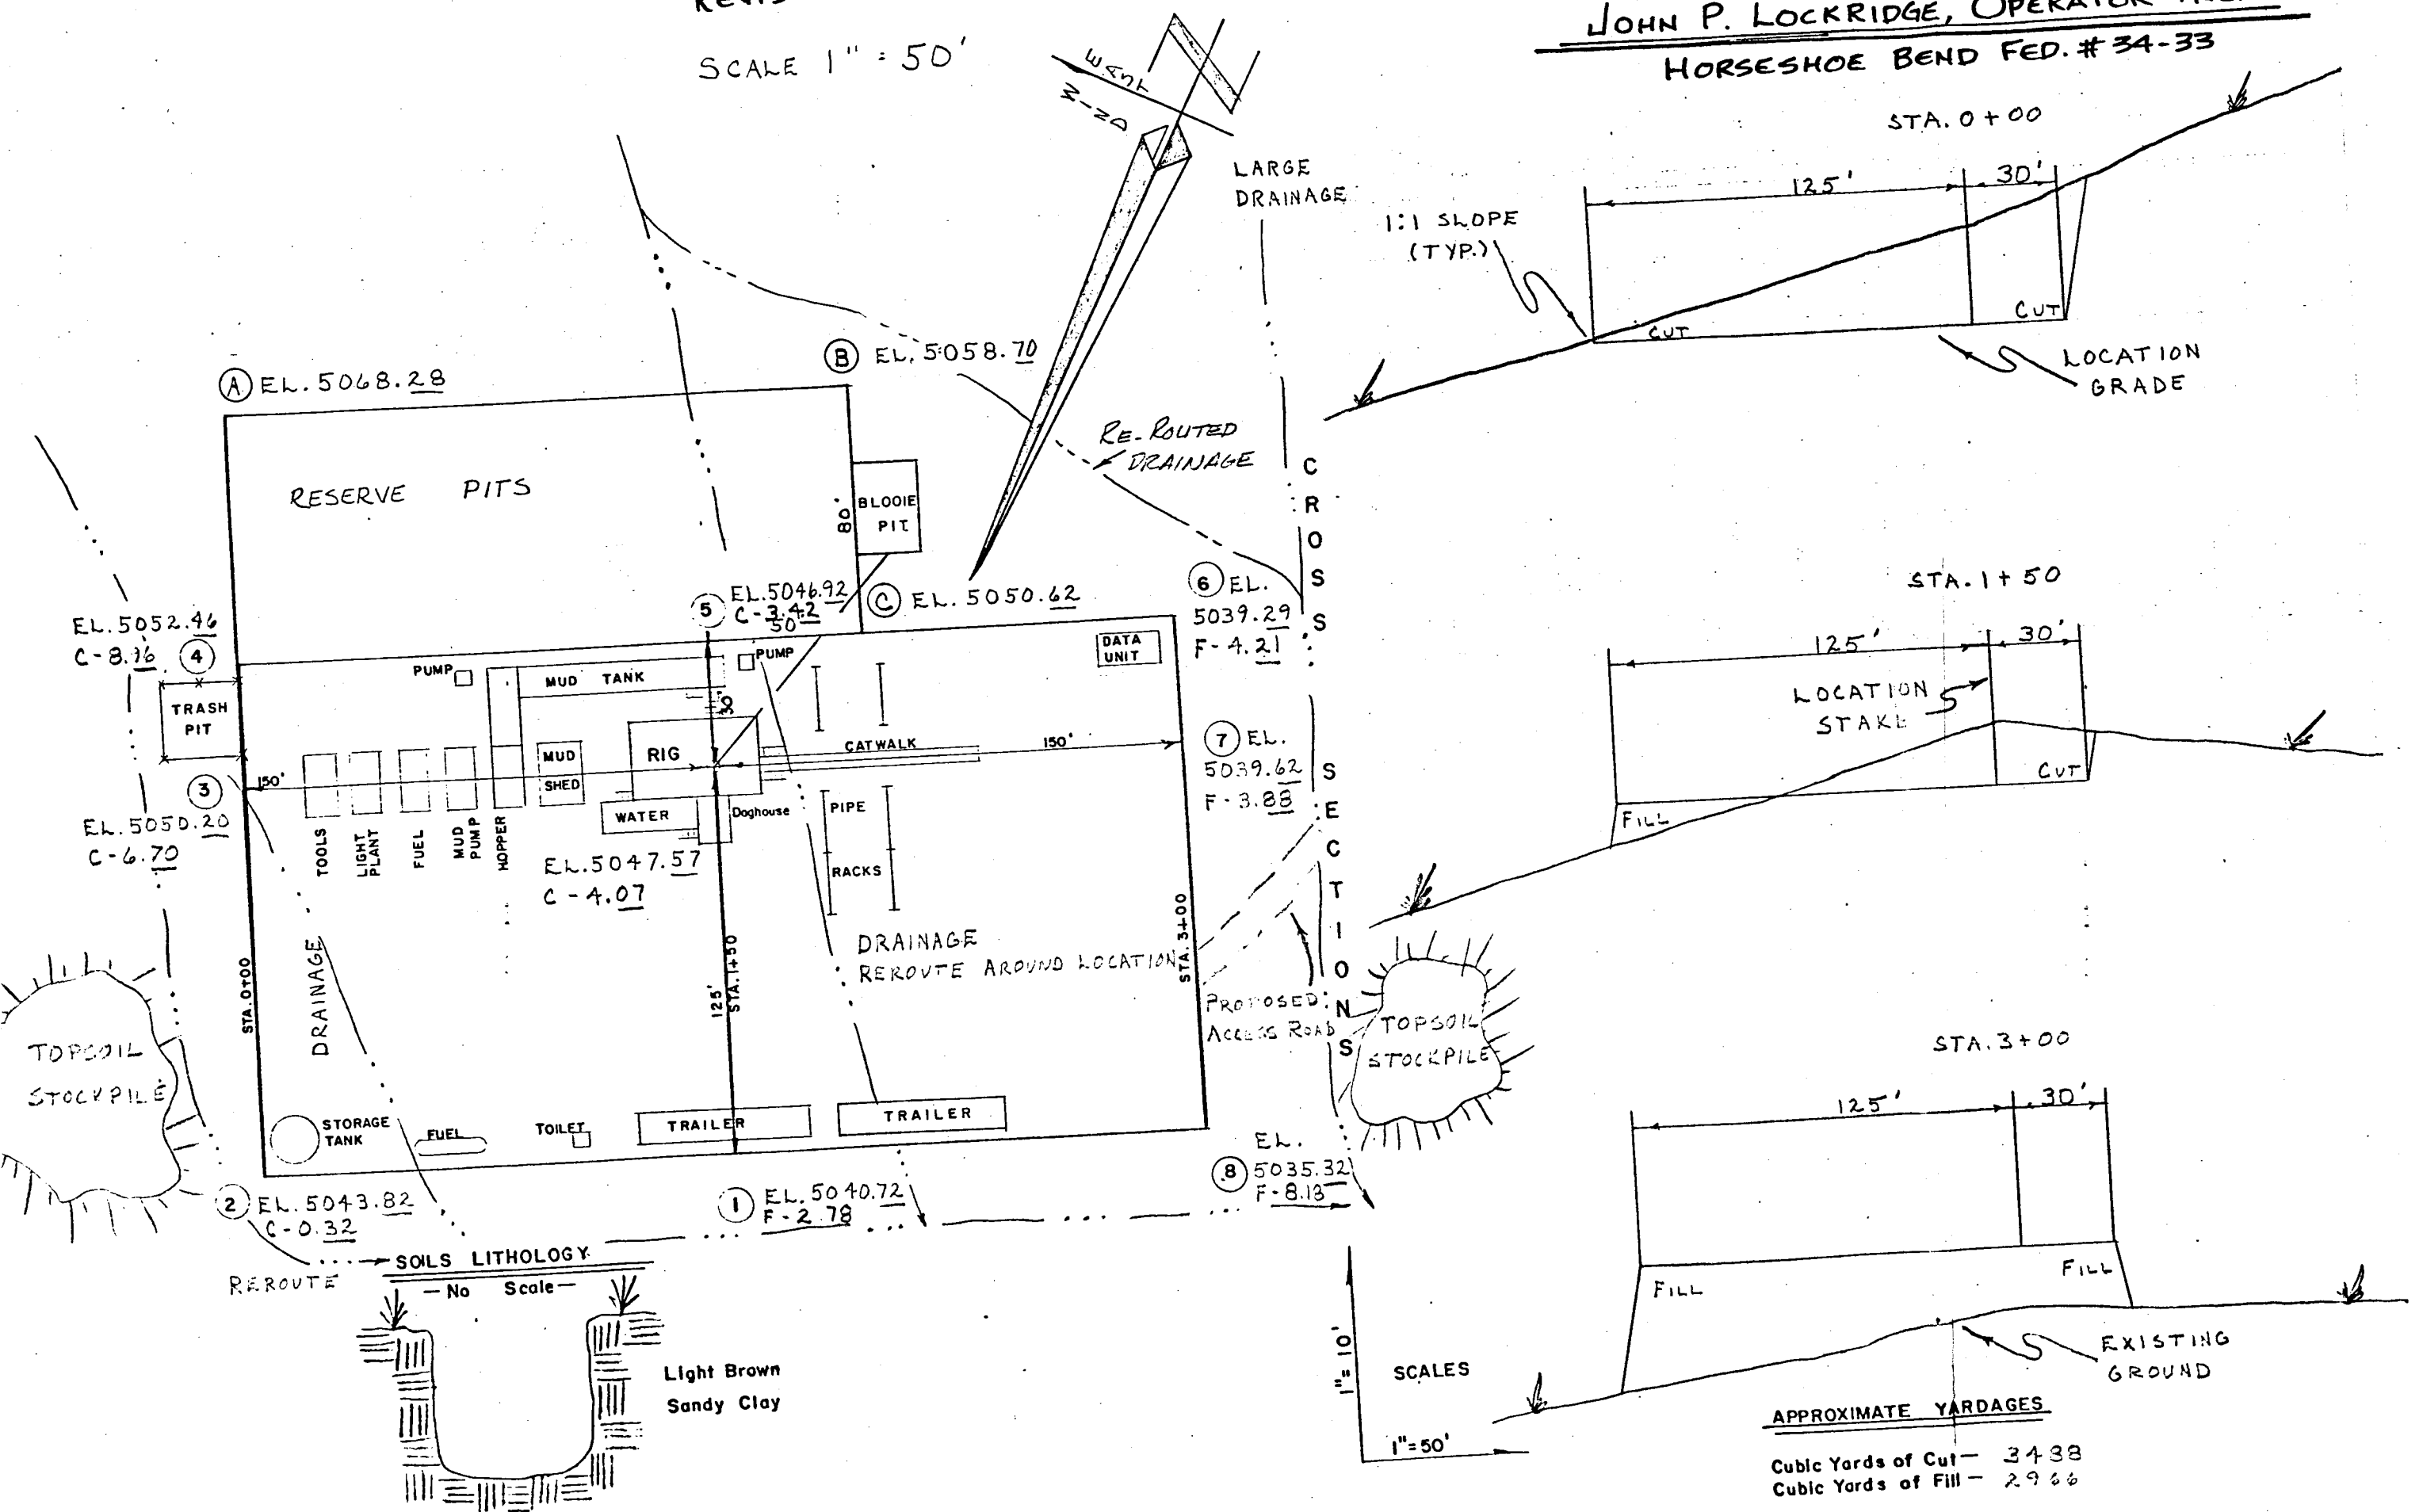 SCALE 1" = 50'
JOHN P. LOCKRIDGE, OPERATOR
HORSESHOE BEND FED. # 34-33
EAST
WIND
LARGE
DRAINAGE
RE-ROUTED
DRAINAGE
A EL. 5068.28
B EL. 5058.70
RESERVE PITS
80'
BLOOIE
PIT
C EL. 5050.62
5 EL. 5046.92
C - 3.42
50'
6 EL.
5039.29
F - 4.21
EL. 5052.46
4
TRASH
PIT
PUMP
MUD TANK
PUMP
DATA
UNIT
30'
RIG
CATWALK
150'
7 EL.
5039.62
F - 3.88
3
EL. 5050.20
C - 6.70
150'
MUD
SHED
WATER
Doghouse
PIPE
RACKS
TOOLS
LIGHT
PLANT
FUEL
MUD
PUMP
HOPPER
EL. 5047.57
C - 4.07
STA. 0+00
DRAINAGE
125'
STA. 1+50
DRAINAGE
REROUTE AROUND LOCATION
STA. 3+00
CROSS SECTIONS
PROPOSED
ACCESS ROAD
TOPSOIL
STOCKPILE
TOPSOIL
STOCKPILE
STORAGE
TANK
FUEL
TOILET
TRAILER
TRAILER
2 EL. 5043.82
C - 0.32
1 EL. 5040.72
F - 2.78
EL.
8 5035.32
F - 8.18
REROUTE
SOILS LITHOLOGY
— No Scale —
Light Brown
Sandy Clay
STA. 0+00
125'
30'
1:1 SLOPE
(TYP.)
CUT
CUT
LOCATION
GRADE
STA. 1+50
125'
30'
LOCATION
STAKE
FILL
CUT
STA. 3+00
125'
30'
FILL
FILL
EXISTING
GROUND
1" = 10'
SCALES
1" = 50'
APPROXIMATE YARDAGES
Cubic Yards of Cut — 3438
Cubic Yards of Fill — 2966